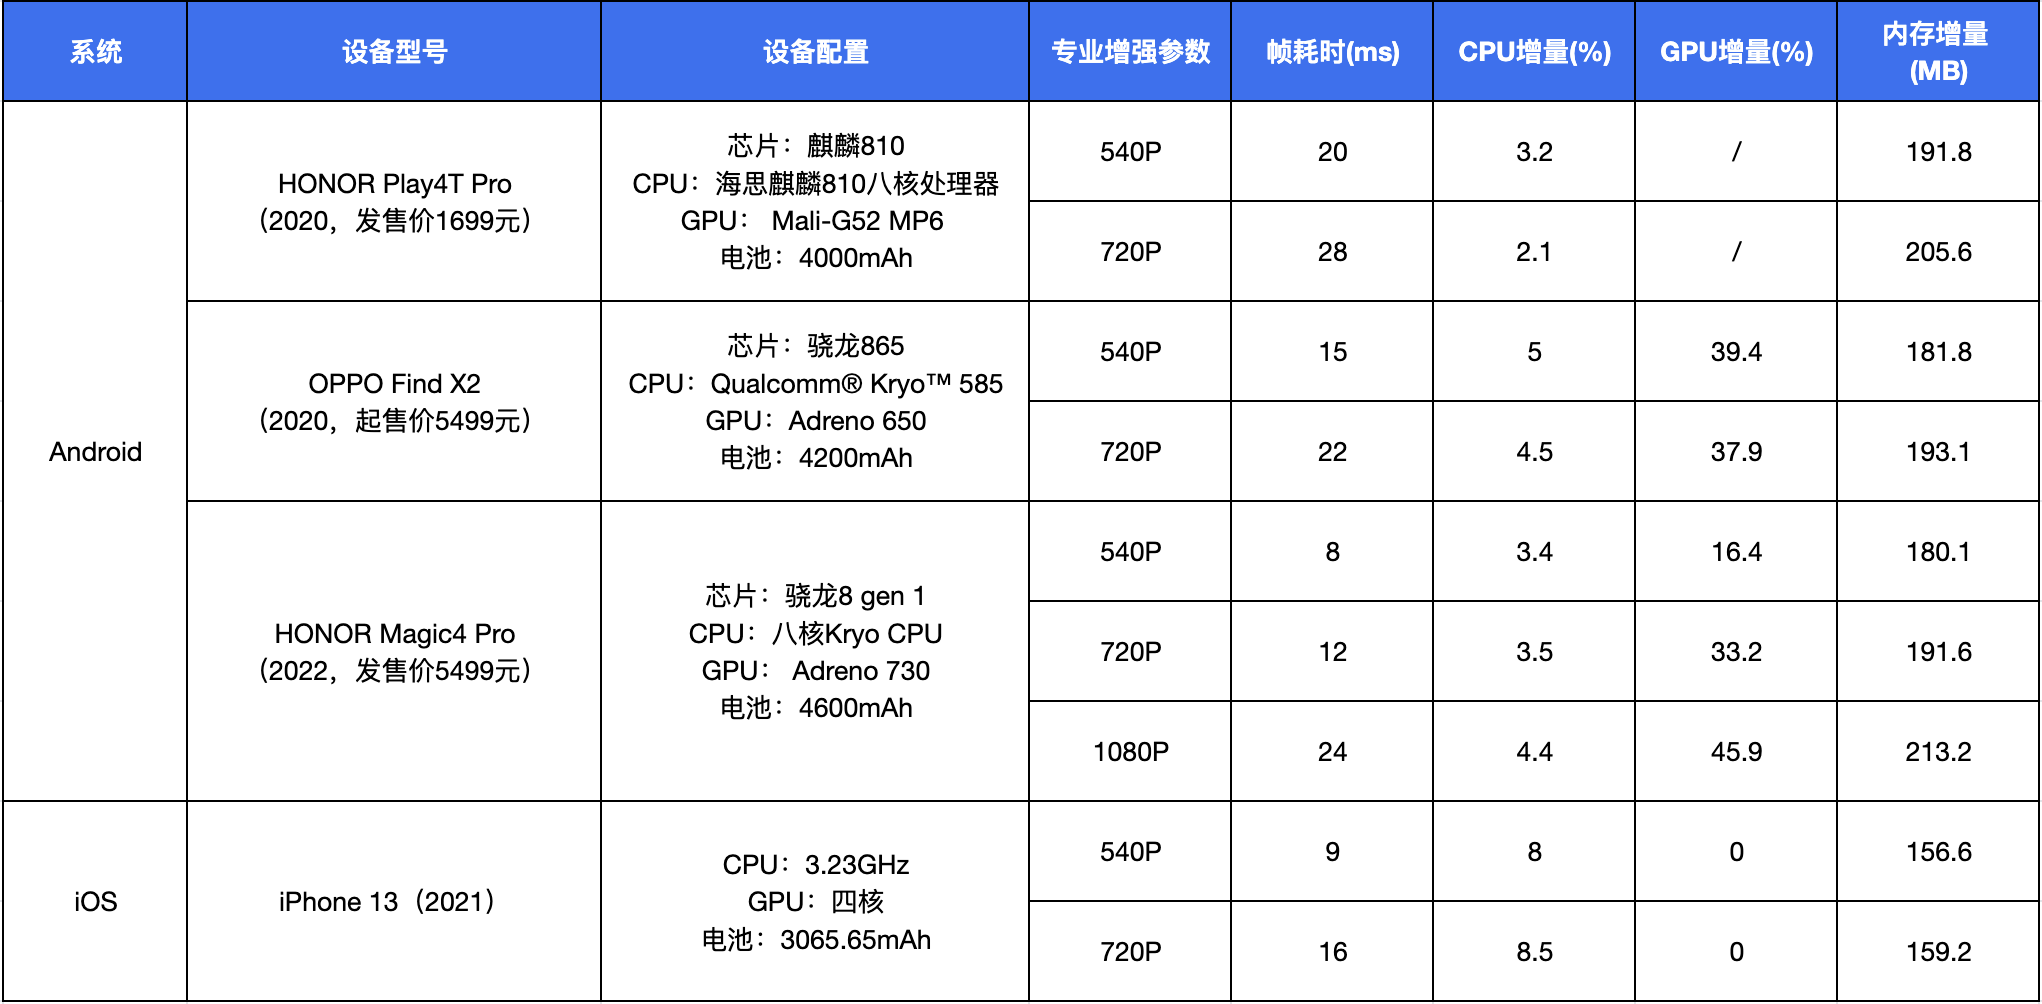 系统 设备型号 设备配置 专业增强参数 帧耗时(ms) CPU增量(%) GPU增量(%) 内存增量
(MB)
Android
HONOR Play4T Pro
（2020，发售价1699元）
芯片：麒麟810
CPU：海思麒麟810八核处理器
GPU： Mali-G52 MP6
电池：4000mAh
540P 20 3.2 / 191.8
720P 28 2.1 / 205.6
OPPO Find X2
（2020，起售价5499元）
芯片：骁龙865
CPU：Qualcomm® Kryo™ 585
GPU：Adreno 650
电池：4200mAh
540P 15 5 39.4 181.8
720P 22 4.5 37.9 193.1
HONOR Magic4 Pro
（2022，发售价5499元）
芯片：骁龙8 gen 1
CPU：八核Kryo CPU
GPU： Adreno 730
电池：4600mAh
540P 8 3.4 16.4 180.1
720P 12 3.5 33.2 191.6
1080P 24 4.4 45.9 213.2
iOS
iPhone 13（2021）
CPU：3.23GHz
GPU：四核
电池：3065.65mAh
540P 9 8 0 156.6
720P 16 8.5 0 159.2